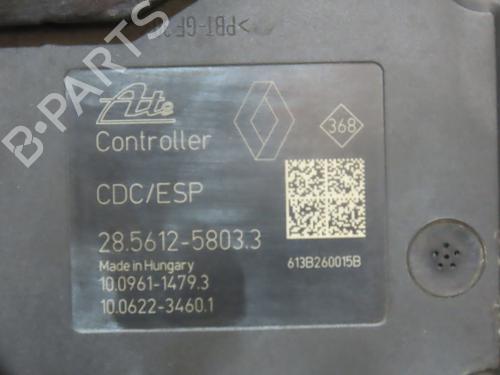 >PBT-GF30<
Ate
368
Controller
CDC/ESP
28.5612-5803.3
Made in Hungary
613B260015B
10.0961-1479.3
10.0622-3460.1
B-PARTS